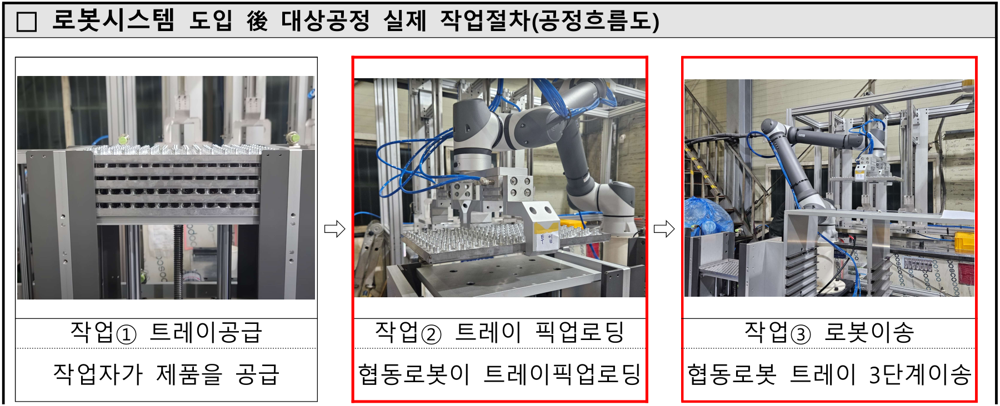 □ 로봇시스템 도입 後 대상공정 실제 작업절차(공정흐름도)
투입
작업① 트레이공급
⇨
작업② 트레이 픽업로딩
⇨
작업③ 로봇이송
작업자가 제품을 공급
협동로봇이 트레이픽업로딩
협동로봇 트레이 3단계이송